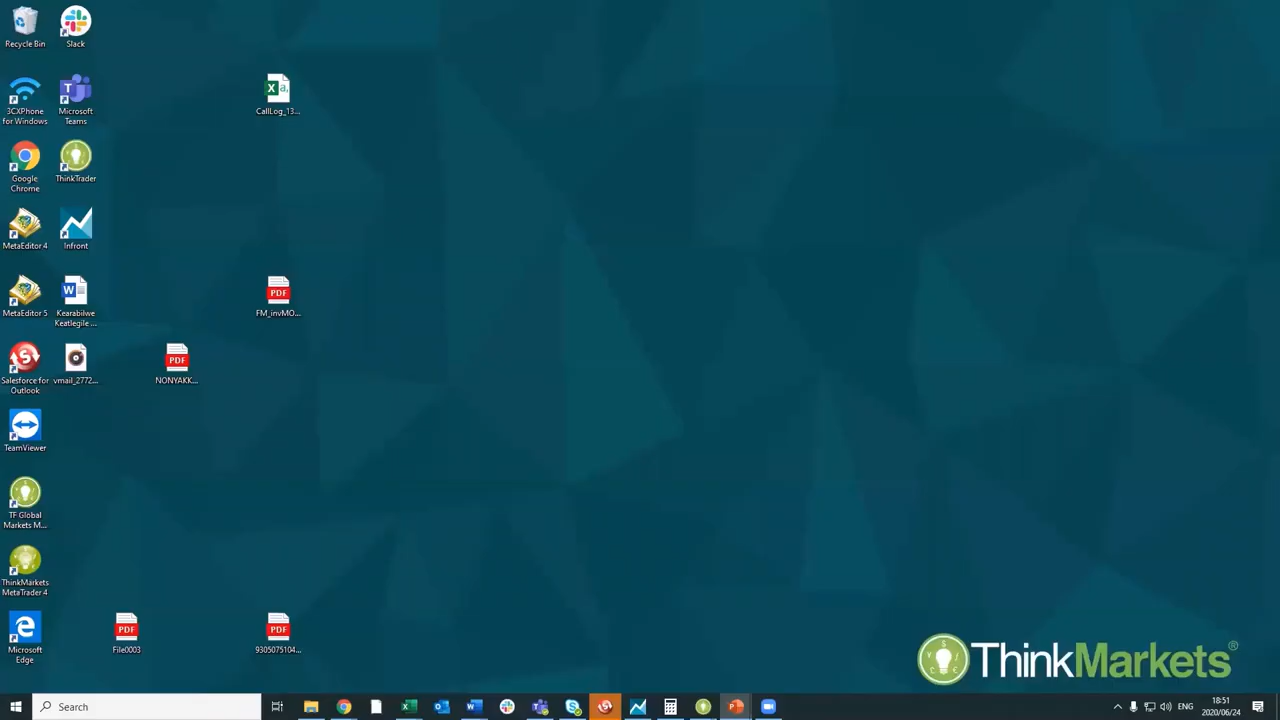 Recycle Bin
Slack
3CXPhone
for Windows
Microsoft
Teams
CallLog_13...
Google
Chrome
ThinkTrader
MetaEditor 4
Infront
MetaEditor 5
Kearabilwe
Keatlegile ...
FM_invMO...
Salesforce for
Outlook
vmail_2772...
NONYAKK...
TeamViewer
TF Global
Markets M...
ThinkMarkets
MetaTrader 4
Microsoft
Edge
File0003
9305075104...
ThinkMarkets®
Search
ENG
18:51
2020/06/24